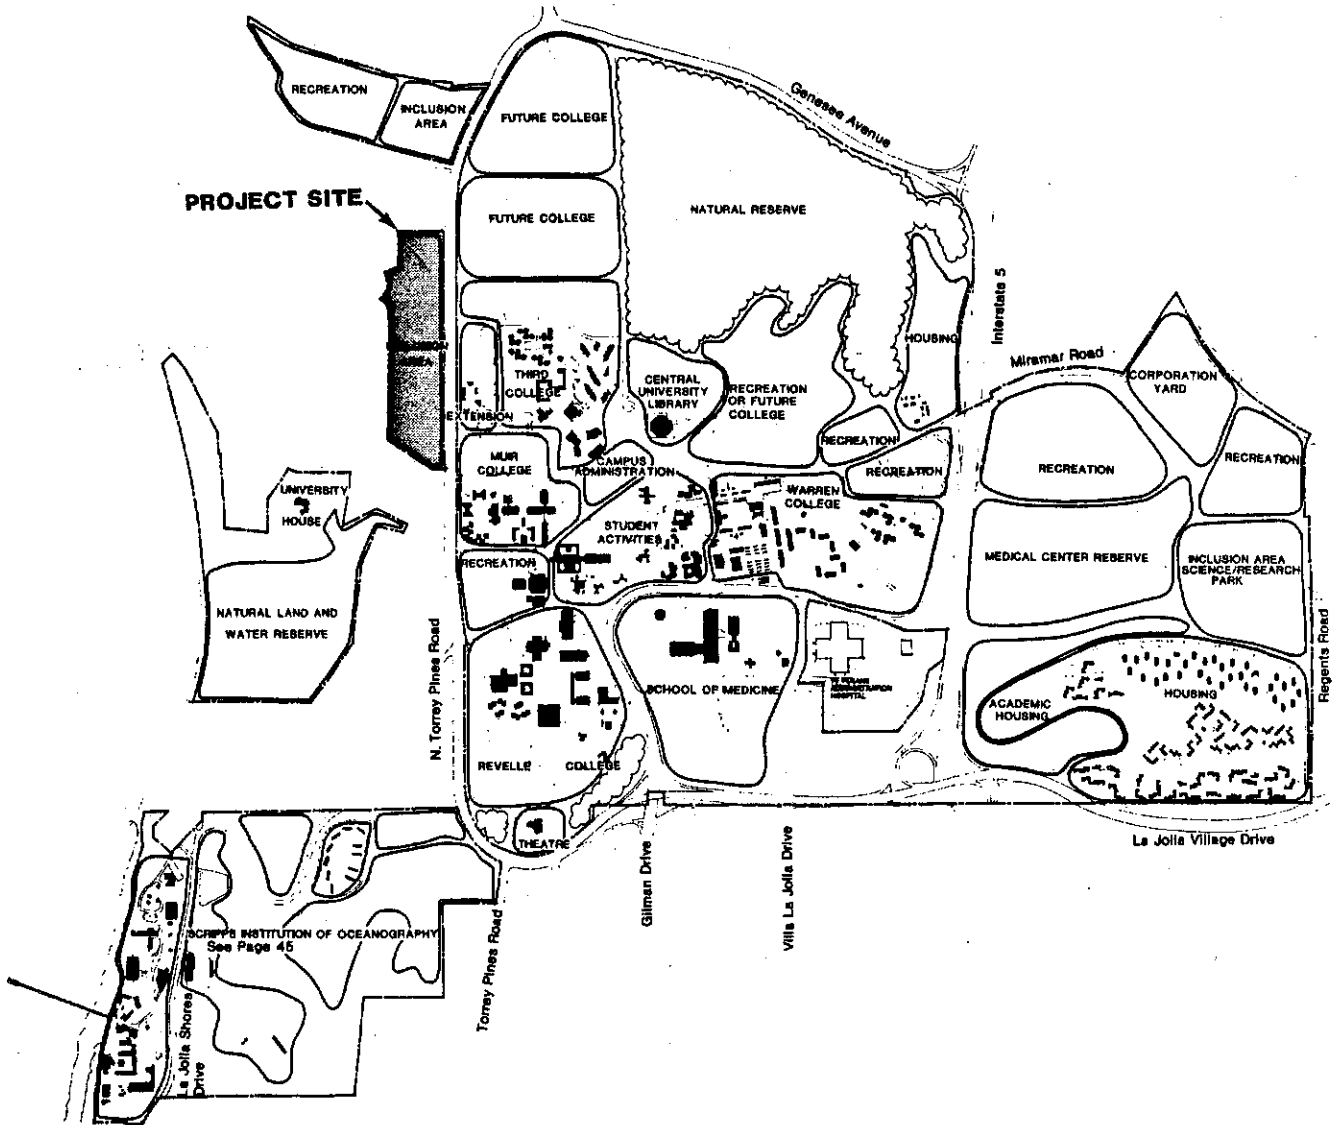 RECREATION
INCLUSION
AREA
FUTURE COLLEGE
Genesee Avenue
PROJECT SITE
FUTURE COLLEGE
NATURAL RESERVE
Interstate 5
HOUSING
Miramar Road
AREA
THIRD
COLLEGE
CENTRAL
UNIVERSITY
LIBRARY
RECREATION
OR FUTURE
COLLEGE
CORPORATION
YARD
EXTENSION
RECREATION
MUIR
COLLEGE
CAMPUS
ADMINISTRATION
RECREATION
RECREATION
RECREATION
UNIVERSITY
HOUSE
WARREN
COLLEGE
STUDENT
ACTIVITIES
RECREATION
MEDICAL CENTER RESERVE
INCLUSION AREA
SCIENCE/RESEARCH
PARK
NATURAL LAND AND
WATER RESERVE
N. Torrey Pines Road
SCHOOL OF MEDICINE
ADMINISTRATION
HOSPITAL
ACADEMIC
HOUSING
HOUSING
Regents Road
REVELLE COLLEGE
THEATRE
La Jolla Village Drive
Gilman Drive
Villa La Jolla Drive
SCRIPPS INSTITUTION OF OCEANOGRAPHY
See Page 45
Torrey Pines Road
La Jolla Shores
Drive